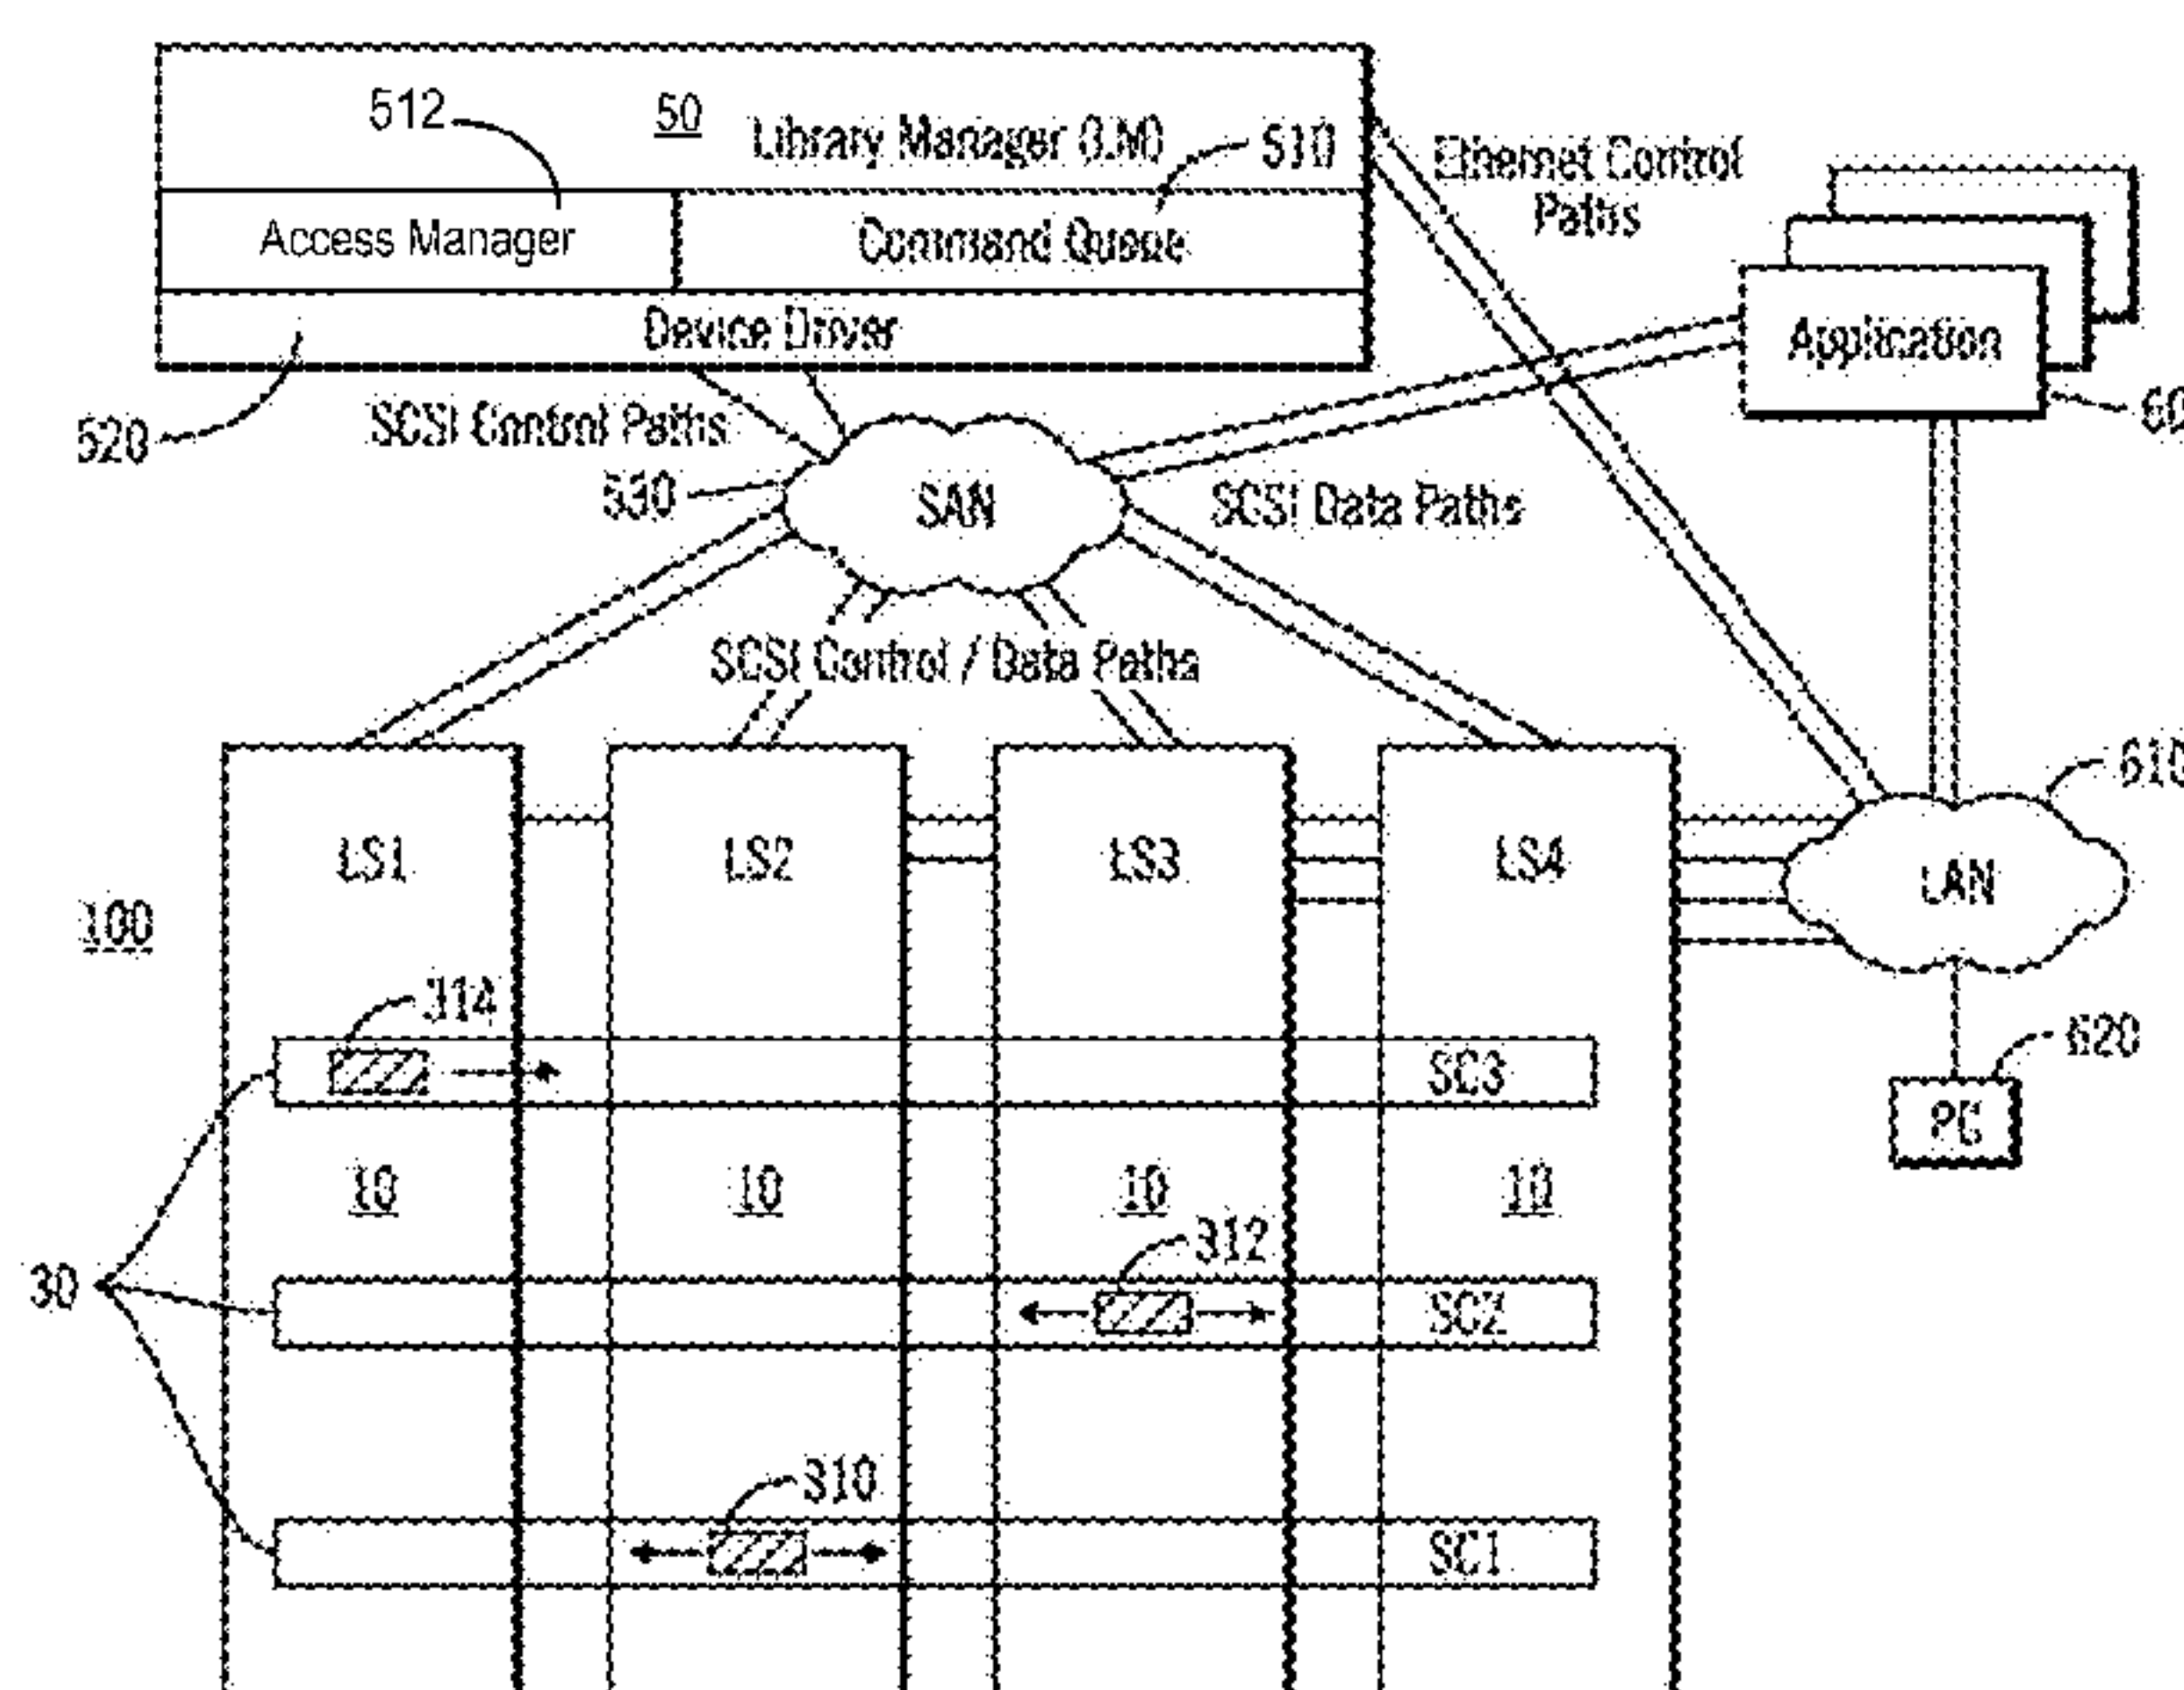 512
50
Library Manager (LM)
510
Ethernet Control
Paths
Access Manager
Command Queue
Device Driver
Application
520
SCSI Control Paths
60
530
SAN
SCSI Data Paths
SCSI Control / Data Paths
610
LS1
LS2
LS3
LS4
LAN
100
314
620
SC3
PC
10
10
10
10
312
30
SC2
310
SC1